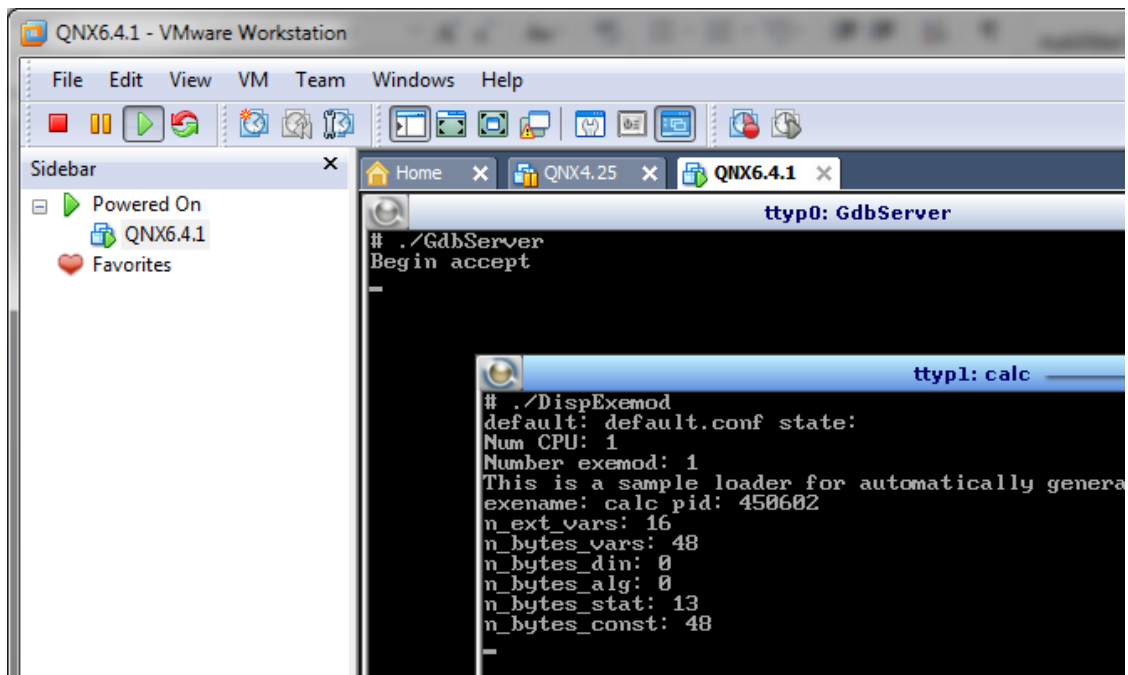 QNX6.4.1 - VMware Workstation
File Edit View VM Team Windows Help
Sidebar
Home QNX4.25 QNX6.4.1
Powered On
QNX6.4.1
Favorites
ttyp0: GdbServer
# ./GdbServer
Begin accept
ttyp1: calc
# ./DispExemod
default: default.conf state:
Num CPU: 1
Number exemod: 1
This is a sample loader for automatically genera
exename: calc pid: 450602
n_ext_vars: 16
n_bytes_vars: 48
n_bytes_din: 0
n_bytes_alg: 0
n_bytes_stat: 13
n_bytes_const: 48